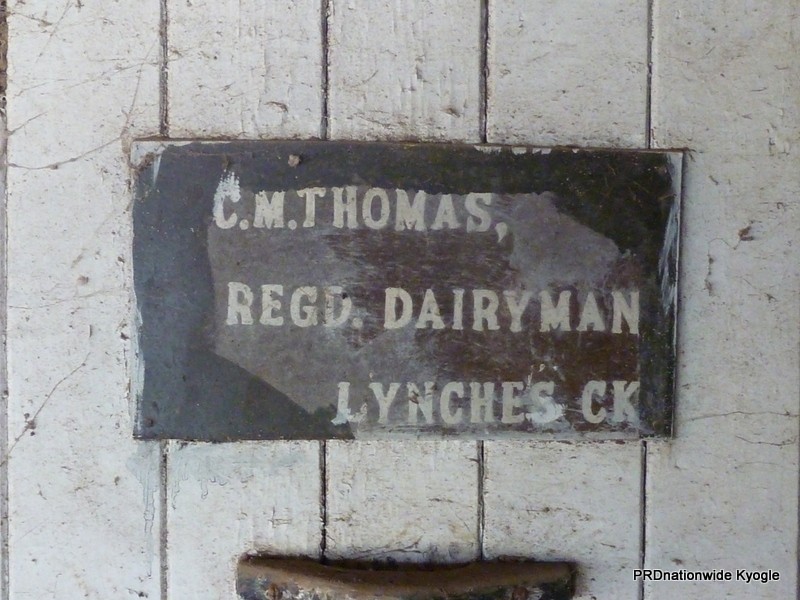 C.M.THOMAS,
REGD. DAIRYMAN
LYNCHES CK
PRDnationwide Kyogle